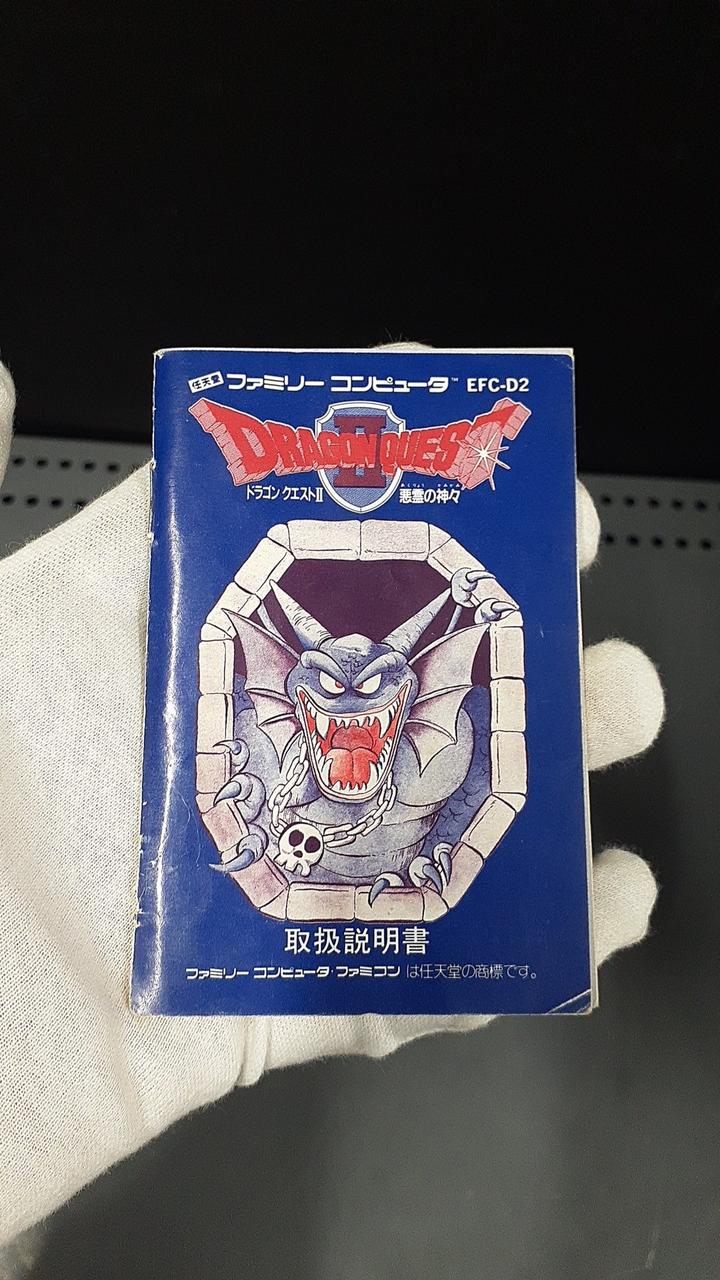 任天堂 ファミリー コンピュータ™ EFC-D2
DRAGON QUEST
II
ドラゴンクエストII 悪霊の神々
あくりょう かみがみ
取扱説明書
ファミリー コンピュータ・ファミコン は任天堂の商標です。